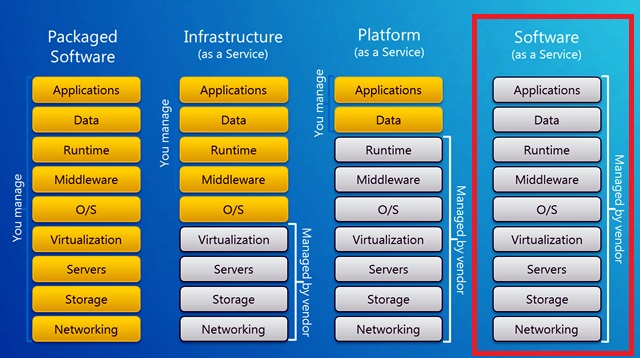 Packaged
Software
You manage
Applications
Data
Runtime
Middleware
O/S
Virtualization
Servers
Storage
Networking
Infrastructure
(as a Service)
You manage
Applications
Data
Runtime
Middleware
O/S
Virtualization
Servers
Storage
Networking
Managed by vendor
Platform
(as a Service)
You manage
Applications
Data
Runtime
Middleware
O/S
Virtualization
Servers
Storage
Networking
Managed by vendor
Software
(as a Service)
Applications
Data
Runtime
Middleware
O/S
Virtualization
Servers
Storage
Networking
Managed by vendor